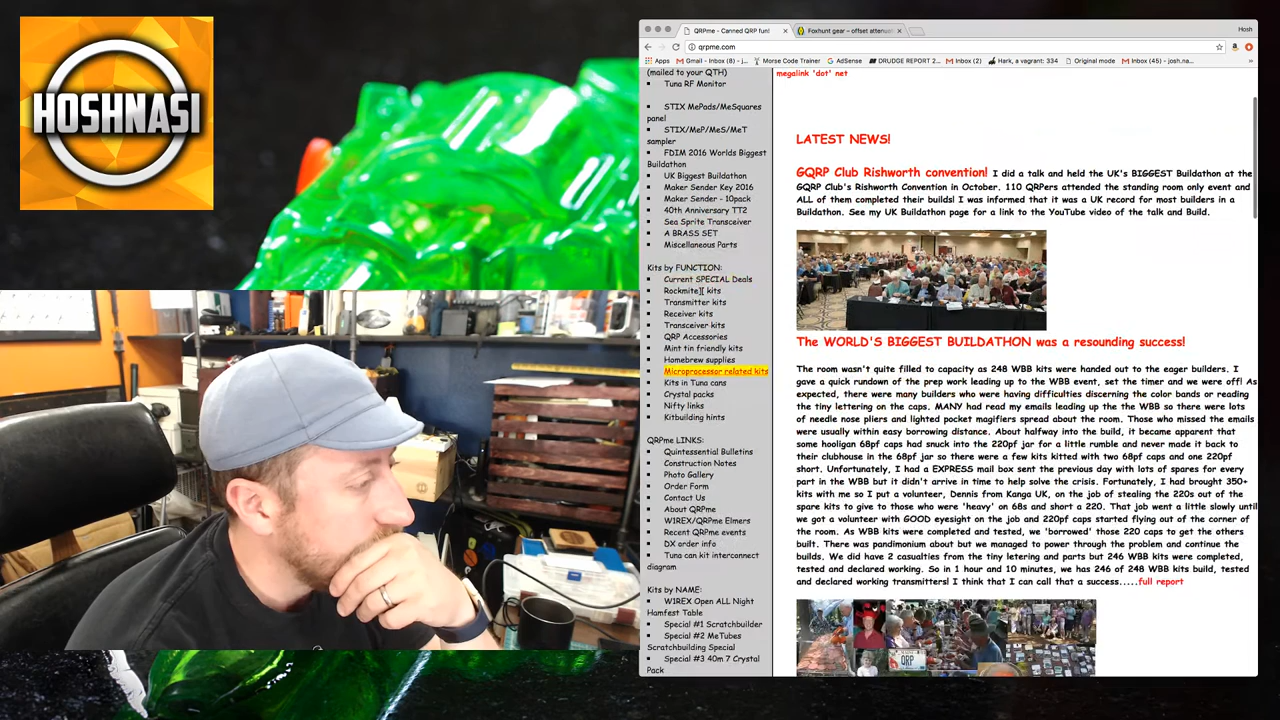 HOSHNASI
QRPme - Canned QRP fun!
Foxhunt gear – offset attenuat
Hosh
qrpme.com
Apps
Gmail - Inbox (8) - j...
Morse Code Trainer
AdSense
DRUDGE REPORT 2...
Inbox (2)
Hark, a vagrant: 334
Original mode
Inbox (45) - josh.na...
(mailed to your QTH)
Tuna RF Monitor
STIX MePads/MeSquares
panel
STIX/MeP/MeS/MeT
sampler
FDIM 2016 Worlds Biggest
Buildathon
UK Biggest Buildathon
Maker Sender Key 2016
Maker Sender - 10pack
40th Anniversary TT2
Sea Sprite Transceiver
A BRASS SET
Miscellaneous Parts
Kits by FUNCTION:
Current SPECIAL Deals
Rockmite][ kits
Transmitter kits
Receiver kits
Transceiver kits
QRP Accessories
Mint tin friendly kits
Homebrew supplies
Microprocessor related kits
Kits in Tuna cans
Crystal packs
Nifty links
Kitbuilding hints
QRPme LINKS:
Quintessential Bulletins
Construction Notes
Photo Gallery
Order Form
Contact Us
About QRPme
W1REX/QRPme Elmers
Recent QRPme events
DX order info
Tuna can kit interconnect
diagram
Kits by NAME:
W1REX Open ALL Night
Hamfest Table
Special #1 Scratchbuilder
Special #2 MeTubes
Scratchbuilding Special
Special #3 40m 7 Crystal
Pack
megalink 'dot' net
LATEST NEWS!
GQRP Club Rishworth convention! I did a talk and held the UK's BIGGEST Buildathon at the
GQRP Club's Rishworth Convention in October. 110 QRPers attended the standing room only event and
ALL of them completed their builds! I was informed that it was a UK record for most builders in a
Buildathon. See my UK Buildathon page for a link to the YouTube video of the talk and Build.
The WORLD'S BIGGEST BUILDATHON was a resounding success!
The room wasn't quite filled to capacity as 248 WBB kits were handed out to the eager builders. I
gave a quick rundown of the prep work leading up to the WBB event, set the timer and we were off! As
expected, there were many builders who were having difficulties discerning the color bands or reading
the tiny lettering on the caps. MANY had read my emails leading up the the WBB so there were lots
of needle nose pliers and lighted pocket magifiers spread about the room. Those who missed the emails
were usually within easy borrowing distance. About halfway into the build, it became apparent that
some hooligan 68pf caps had snuck into the 220pf jar for a little rumble and never made it back to
their clubhouse in the 68pf jar so there were a few kits kitted with two 68pf caps and one 220pf
short. Unfortunately, I had a EXPRESS mail box sent the previous day with lots of spares for every
part in the WBB but it didn't arrive in time to help solve the crisis. Fortunately, I had brought 350+
kits with me so I put a volunteer, Dennis from Kanga UK, on the job of stealing the 220s out of the
spare kits to give to those who were 'heavy' on 68s and short a 220. That job went a little slowly until
we got a volunteer with GOOD eyesight on the job and 220pf caps started flying out of the corner of
the room. As WBB kits were completed and tested, we 'borrowed' those 220 caps to get the others
built. There was pandimonium about but we managed to power through the problem and continue the
builds. We did have 2 casualties from the tiny letering and parts but 246 WBB kits were completed,
tested and declared working. So in 1 hour and 10 minutes, we has 246 of 248 WBB kits build, tested
and declared working transmitters! I think that I can call that a success.....full report
QRP